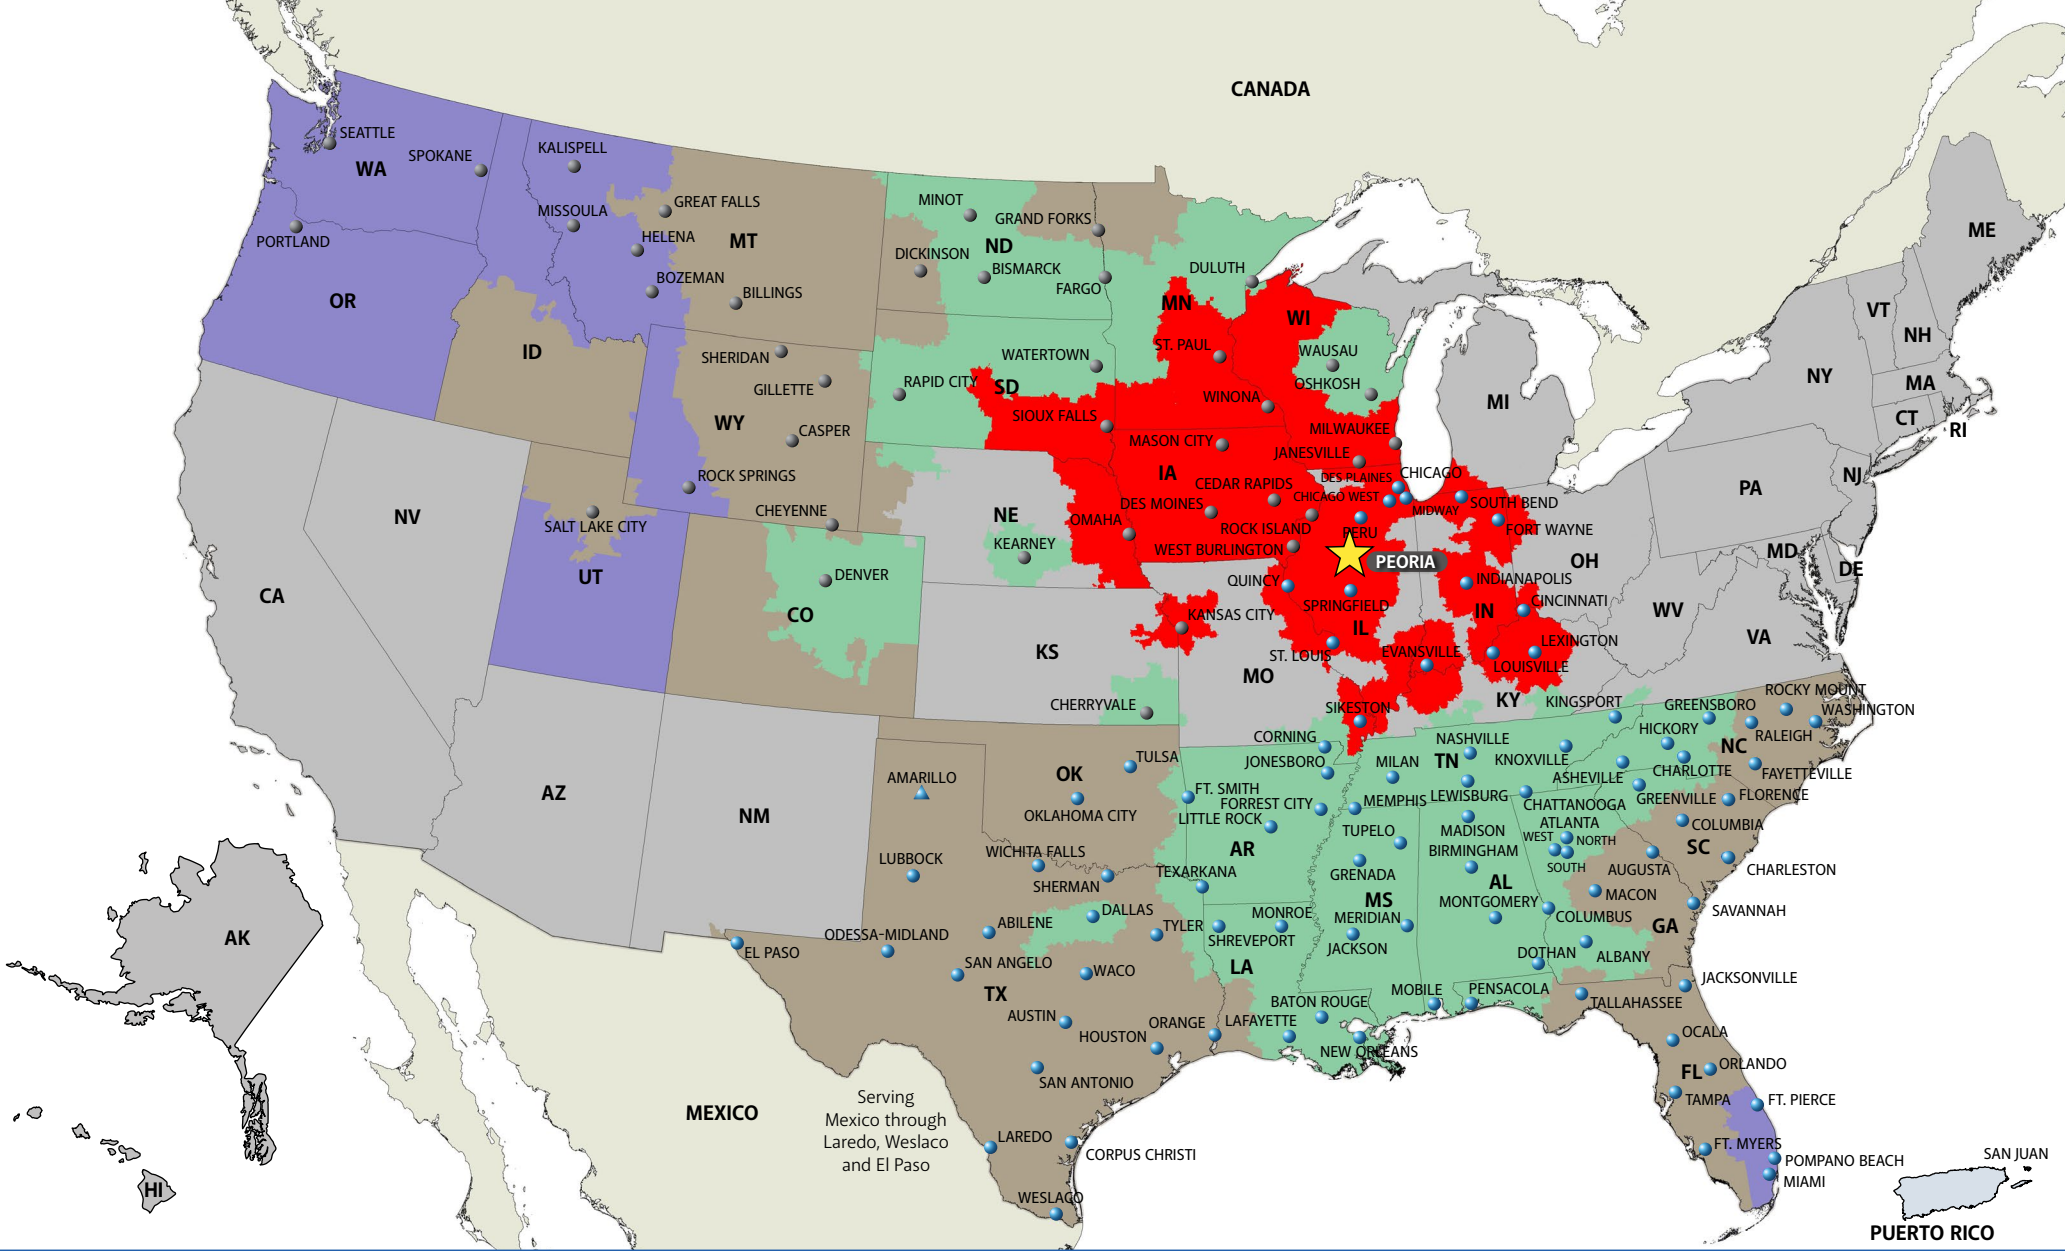 CANADA
SEATTLE
WA
SPOKANE
KALISPELL
MISSOULA
GREAT FALLS
HELENA
MT
BOZEMAN
BILLINGS
PORTLAND
OR
ID
MINOT
GRAND FORKS
ND
DICKINSON
BISMARCK
FARGO
DULUTH
MN
WI
ST. PAUL
WAUSAU
OSHKOSH
WATERTOWN
RAPID CITY
SD
SIOUX FALLS
WINONA
MILWAUKEE
SHERIDAN
GILLETTE
WY
CASPER
ROCK SPRINGS
CHEYENNE
SALT LAKE CITY
UT
NV
CA
MASON CITY
JANESVILLE
IA
CEDAR RAPIDS
DES MOINES
DES PLAINES
CHICAGO
CHICAGO WEST
MIDWAY
SOUTH BEND
FORT WAYNE
ROCK ISLAND
PERU
OMAHA
NE
KEARNEY
WEST BURLINGTON
PEORIA
QUINCY
SPRINGFIELD
INDIANAPOLIS
IN
CINCINNATI
IL
ST. LOUIS
EVANSVILLE
LEXINGTON
LOUISVILLE
KY
SIKESTON
KANSAS CITY
KS
MO
DENVER
CO
CHERRYVALE
MI
OH
PA
NY
VT
NH
ME
MA
CT
RI
NJ
MD
DE
WV
VA
KINGSPORT
GREENSBORO
ROCKY MOUNT
WASHINGTON
HICKORY
RALEIGH
NC
CORNING
JONESBORO
NASHVILLE
MILAN
TN
KNOXVILLE
ASHEVILLE
CHARLOTTE
FAYETTEVILLE
TULSA
OK
AMARILLO
OKLAHOMA CITY
AZ
NM
FT. SMITH
FORREST CITY
LITTLE ROCK
MEMPHIS
LEWISBURG
CHATTANOOGA
GREENVILLE
FLORENCE
TUPELO
MADISON
ATLANTA
WEST
NORTH
SOUTH
COLUMBIA
SC
BIRMINGHAM
AR
AUGUSTA
CHARLESTON
LUBBOCK
WICHITA FALLS
SHERMAN
TEXARKANA
GRENADA
AL
MACON
SAVANNAH
MS
MONTGOMERY
COLUMBUS
GA
DALLAS
ABILENE
TYLER
MONROE
SHREVEPORT
MERIDIAN
JACKSON
ODESSA-MIDLAND
EL PASO
SAN ANGELO
WACO
LA
DOTHAN
ALBANY
TX
JACKSONVILLE
BATON ROUGE
MOBILE
PENSACOLA
TALLAHASSEE
AUSTIN
HOUSTON
ORANGE
LAFAYETTE
NEW ORLEANS
OCALA
ORLANDO
FL
SAN ANTONIO
TAMPA
FT. PIERCE
MEXICO
Serving
Mexico through
Laredo, Weslaco
and El Paso
LAREDO
CORPUS CHRISTI
WESLACO
FT. MYERS
POMPANO BEACH
MIAMI
SAN JUAN
PUERTO RICO
AK
HI